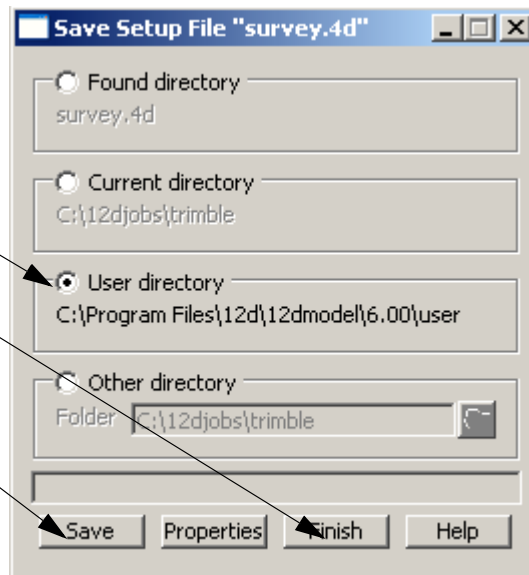 Save Setup File "survey.4d"
Found directory
survey.4d
Current directory
C:\12djobs\trimble
User directory
C:\Program Files\12d\12dmodel\6.00\user
Other directory
Folder C:\12djobs\trimble
Save Properties Finish Help